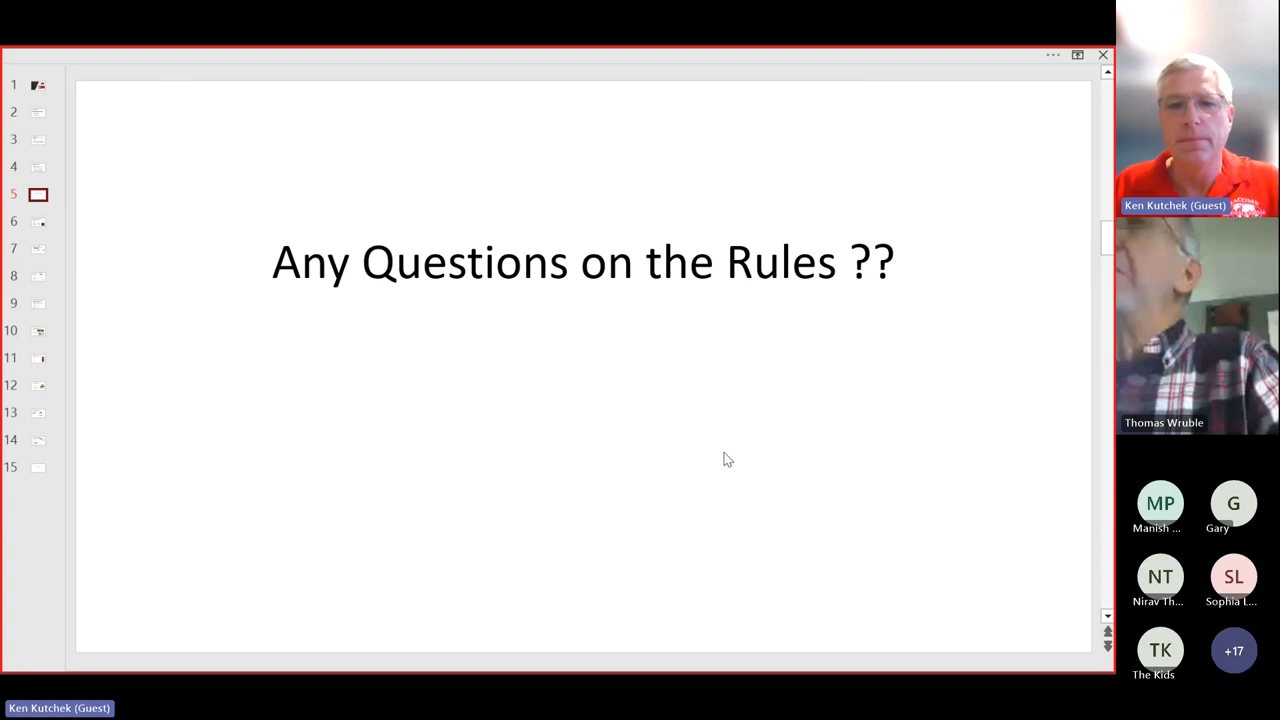 1
2
3
4
5
6
7
8
9
10
11
12
13
14
15
Any Questions on the Rules ??
Ken Kutchek (Guest)
Thomas Wruble
MP
Manish ...
G
Gary
NT
Nirav Th...
SL
Sophia L...
TK
The Kids
+17
Ken Kutchek (Guest)